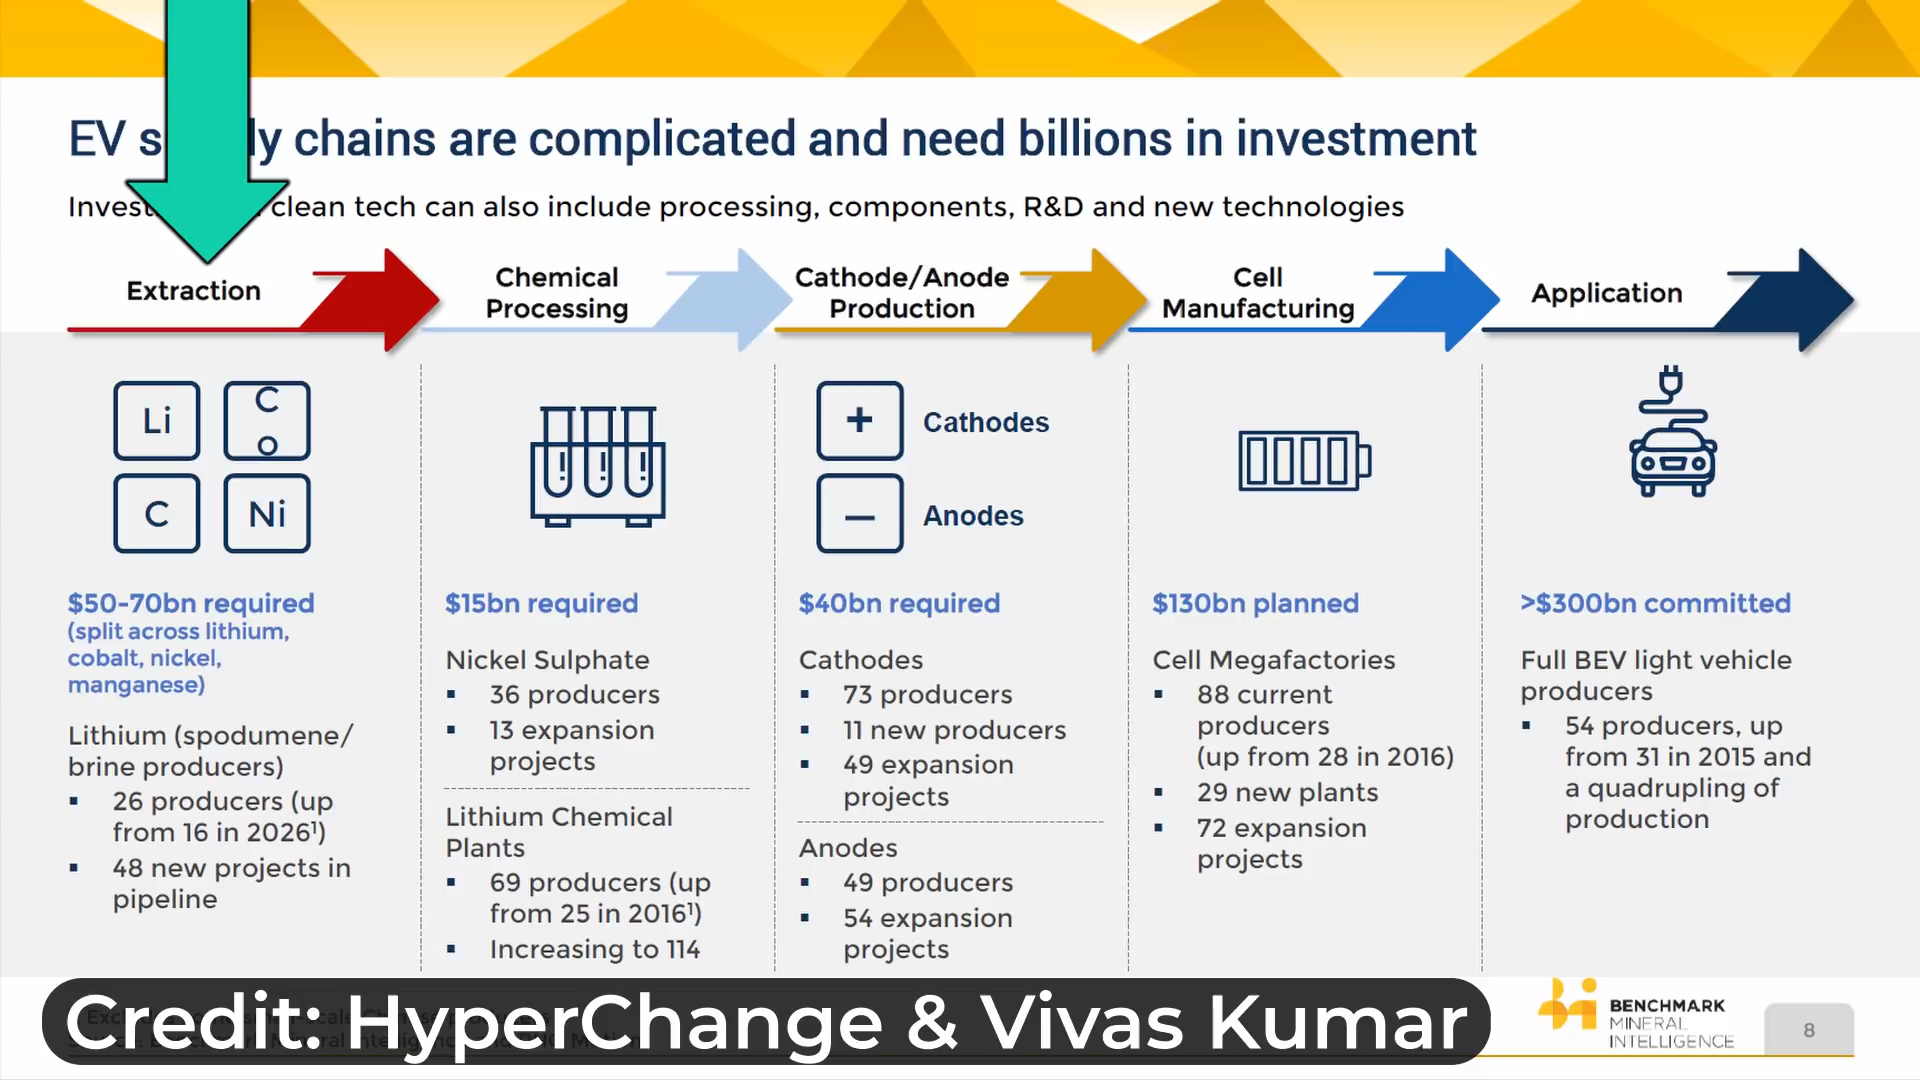 EV s ly chains are complicated and need billions in investment
Invest clean tech can also include processing, components, R&D and new technologies
Extraction
Chemical
Processing
Cathode/Anode
Production
Cell
Manufacturing
Application
Li
C
o
C
Ni
+
Cathodes
–
Anodes
$50-70bn required
(split across lithium,
cobalt, nickel,
manganese)
Lithium (spodumene/
brine producers)
▪ 26 producers (up
from 16 in 2026¹)
▪ 48 new projects in
pipeline
$15bn required
Nickel Sulphate
▪ 36 producers
▪ 13 expansion
projects
Lithium Chemical
Plants
▪ 69 producers (up
from 25 in 2016¹)
▪ Increasing to 114
$40bn required
Cathodes
▪ 73 producers
▪ 11 new producers
▪ 49 expansion
projects
Anodes
▪ 49 producers
▪ 54 expansion
projects
$130bn planned
Cell Megafactories
▪ 88 current
producers
(up from 28 in 2016)
▪ 29 new plants
▪ 72 expansion
projects
>$300bn committed
Full BEV light vehicle
producers
▪ 54 producers, up
from 31 in 2015 and
a quadrupling of
production
Credit: HyperChange & Vivas Kumar
BENCHMARK
MINERAL
INTELLIGENCE
8